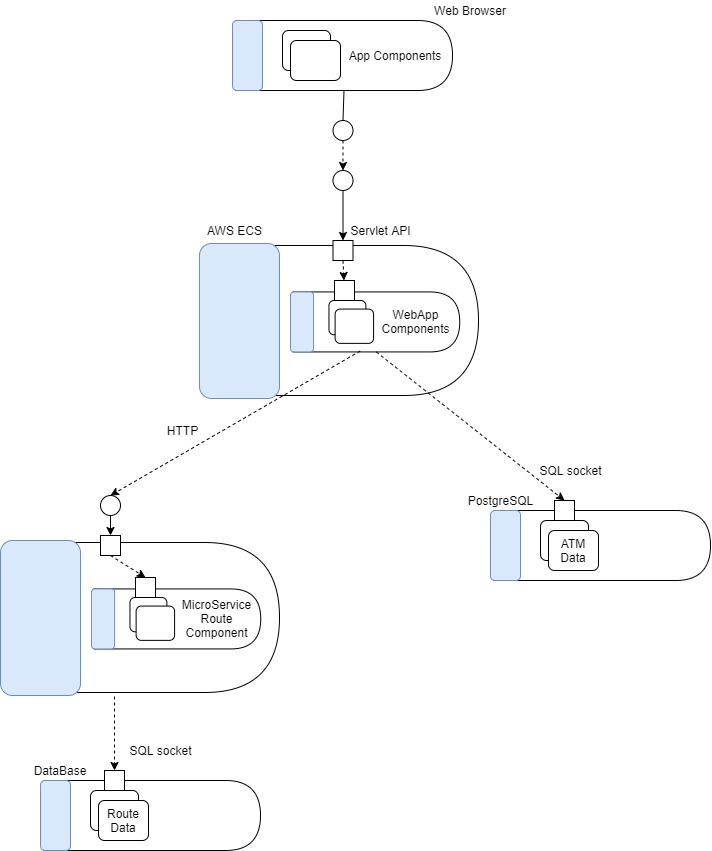 Web Browser
App Components
AWS ECS
Servlet API
WebApp
Components
HTTP
SQL socket
PostgreSQL
ATM
Data
MicroService
Route
Component
SQL socket
DataBase
Route
Data